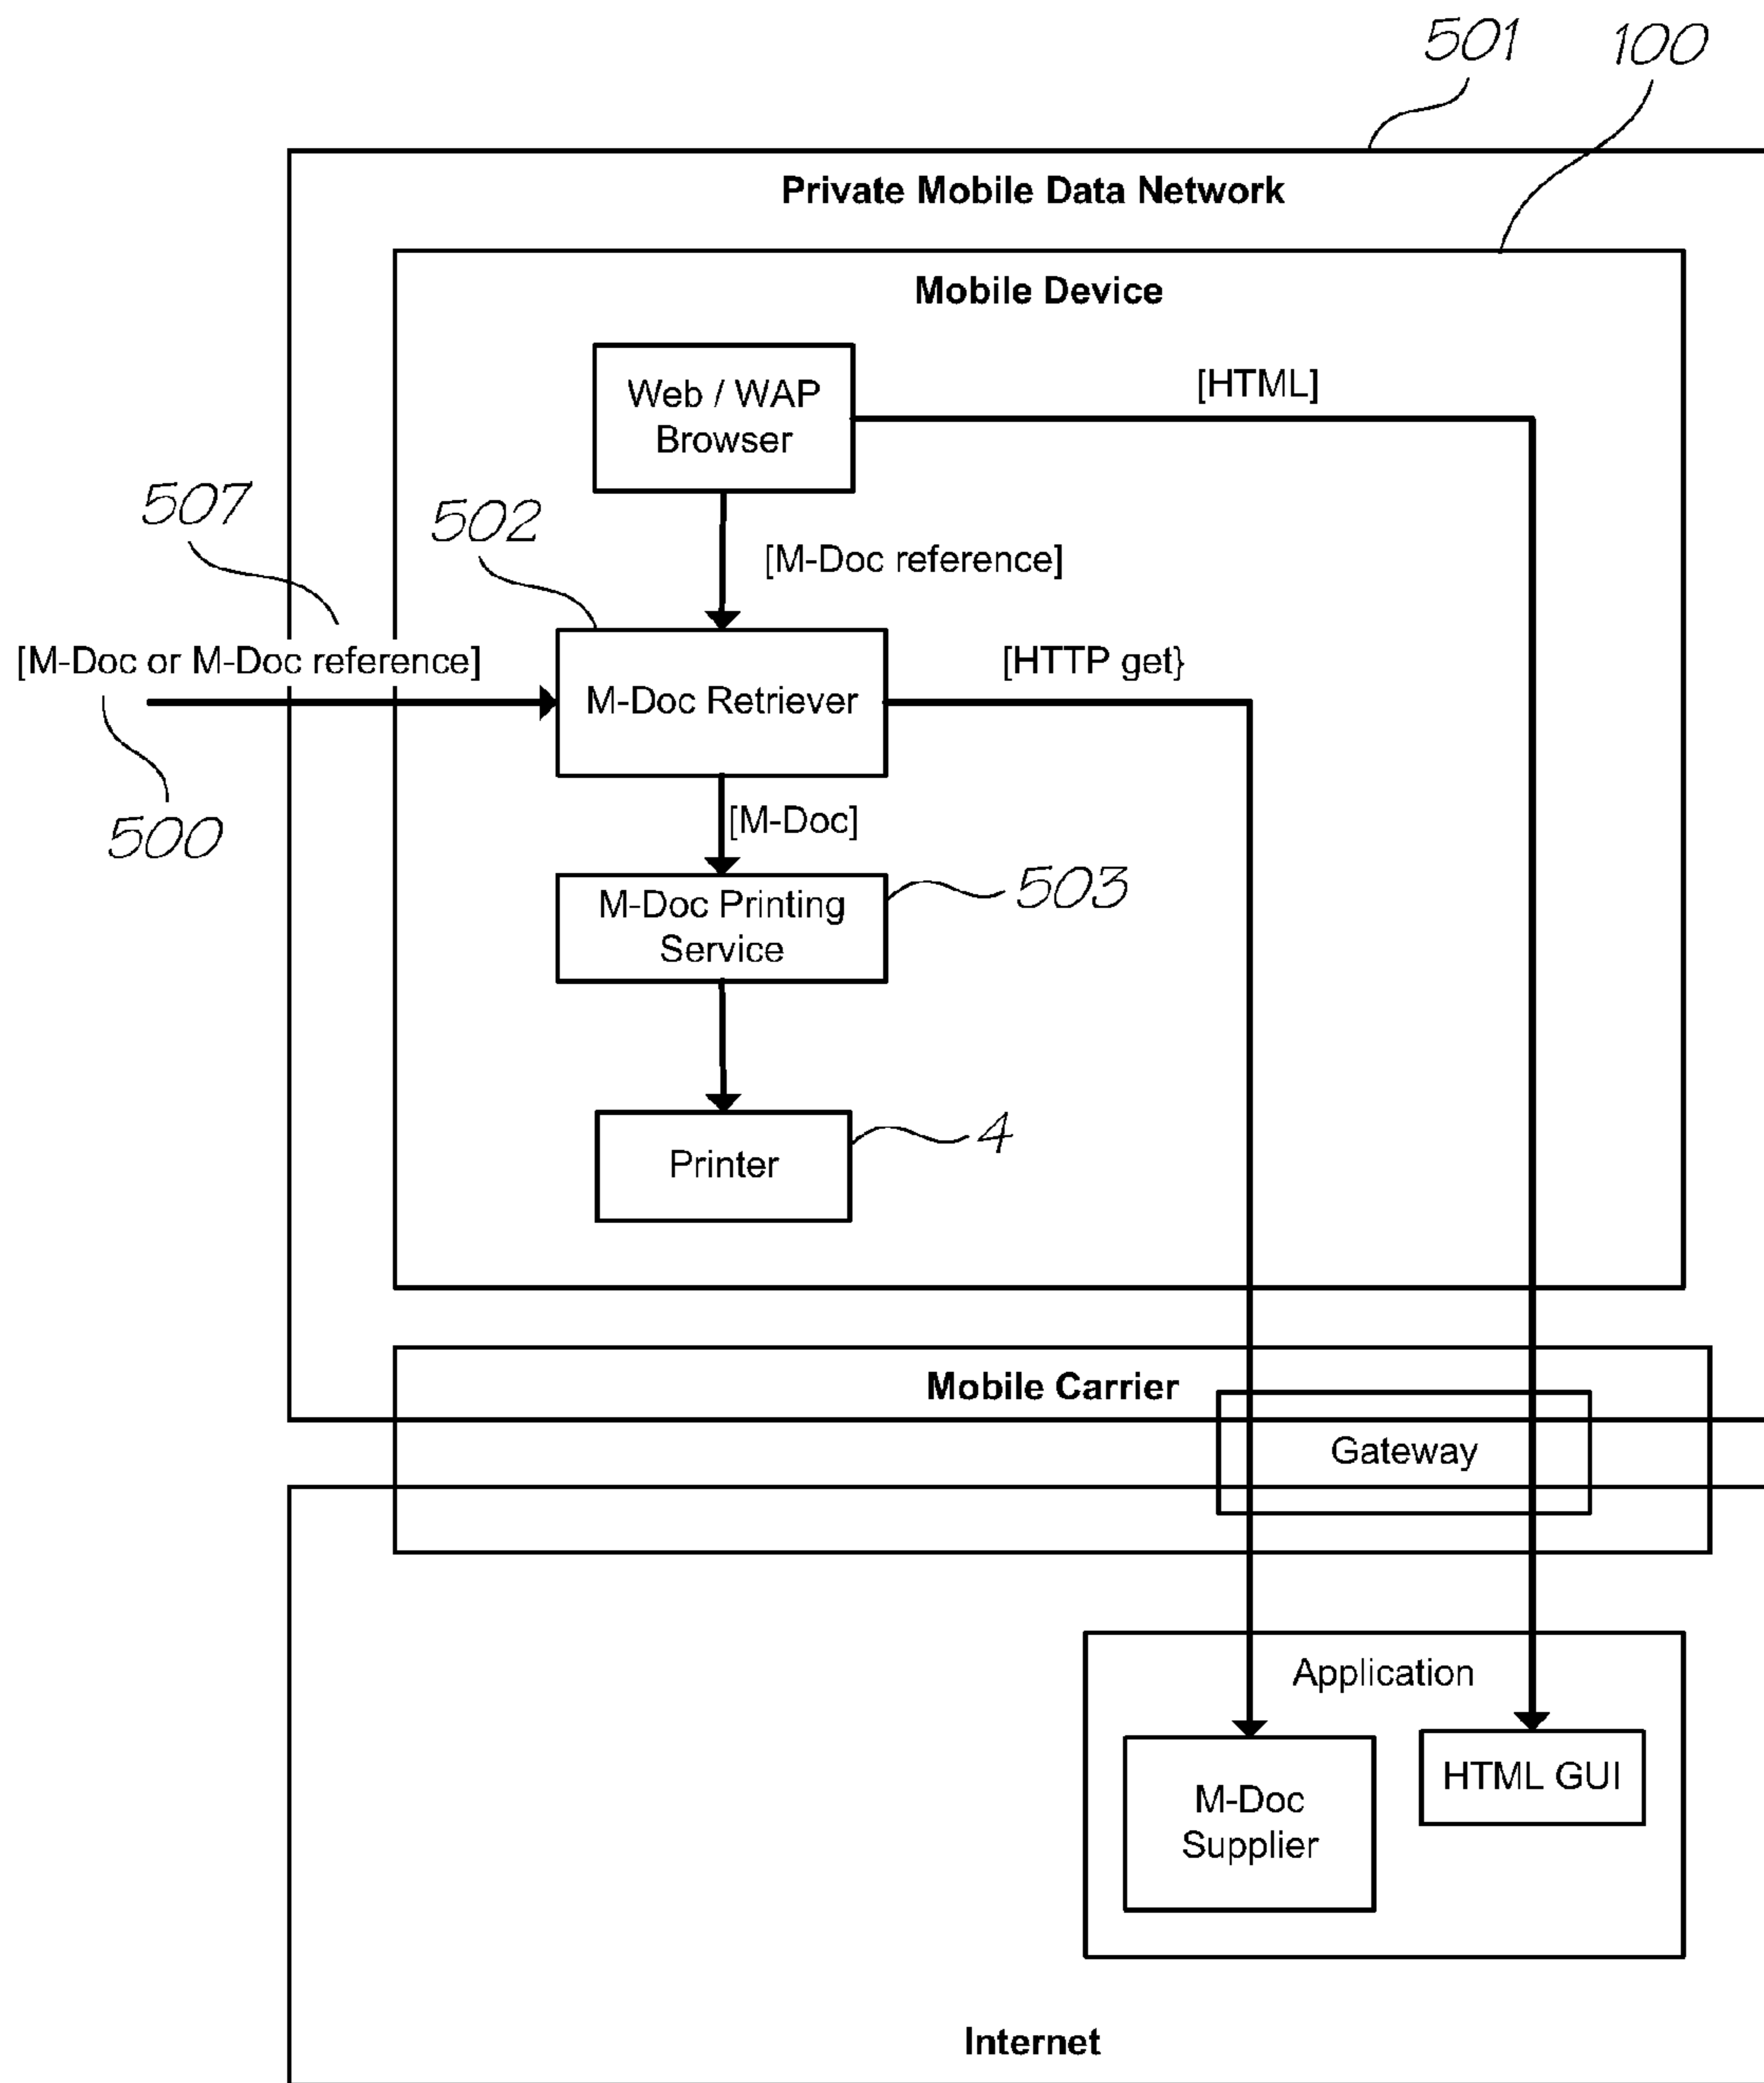 501
100
Private Mobile Data Network
Mobile Device
Web / WAP
Browser
[HTML]
507
502
[M-Doc reference]
[M-Doc or M-Doc reference]
M-Doc Retriever
[HTTP get}
500
[M-Doc]
M-Doc Printing
Service
503
Printer
4
Mobile Carrier
Gateway
Application
M-Doc
Supplier
HTML GUI
Internet